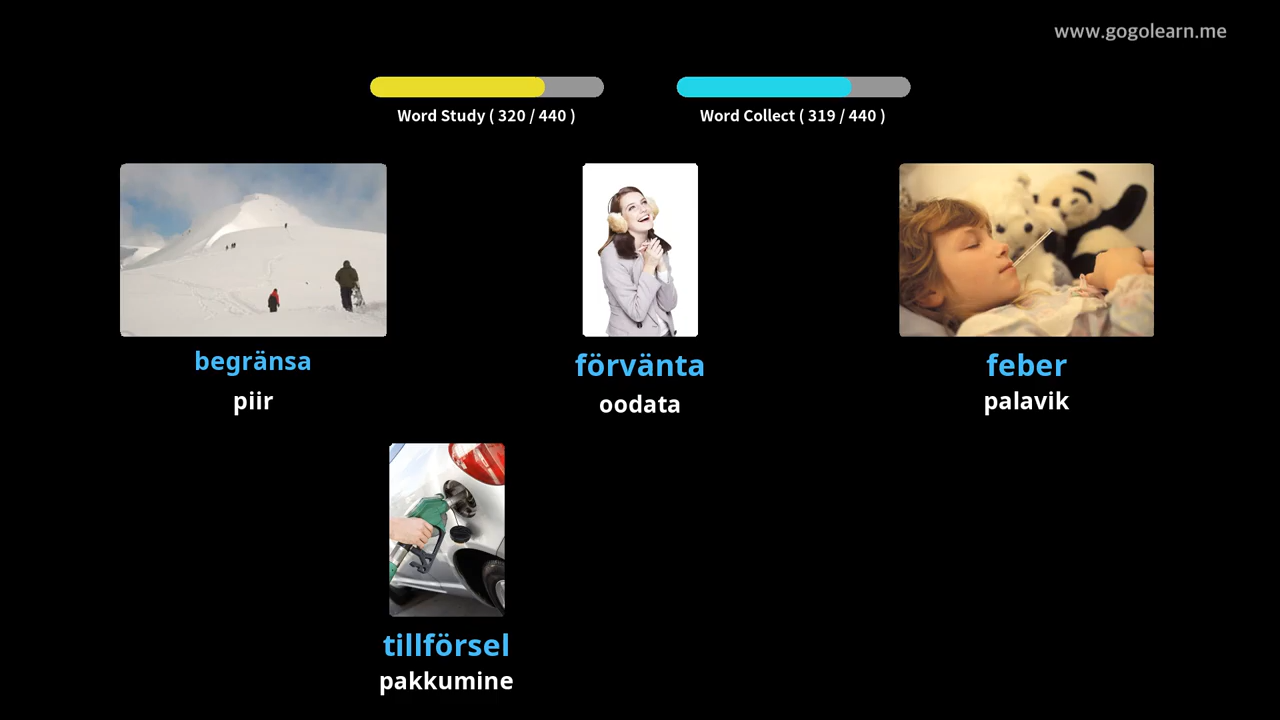 www.gogolearn.me
Word Study ( 320 / 440 )
Word Collect ( 319 / 440 )
begränsa
piir
förvänta
oodata
feber
palavik
tillförsel
pakkumine